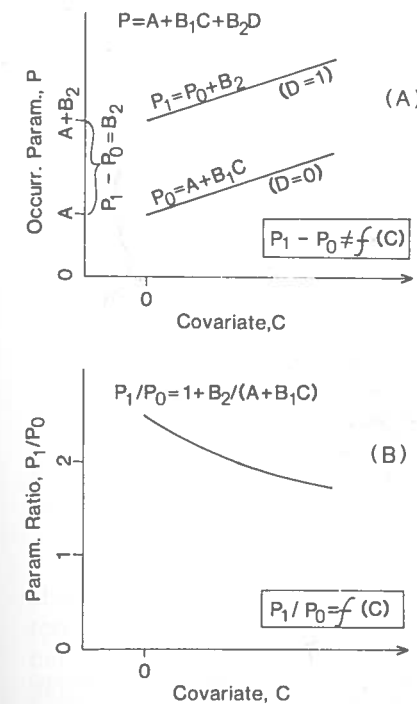 P=A+B₁C+B₂D
Occurr. Param., P
A+B₂
A
0
P₁ − P₀=B₂
P₁=P₀+B₂
(D=1)
P₀=A+B₁C
(D=0)
(A)
P₁ − P₀ ≠ f (C)
0
Covariate,C
P₁/P₀=1+B₂/(A+B₁C)
Param. Ratio, P₁/P₀
2
1
0
(B)
P₁/P₀=f (C)
0
Covariate, C